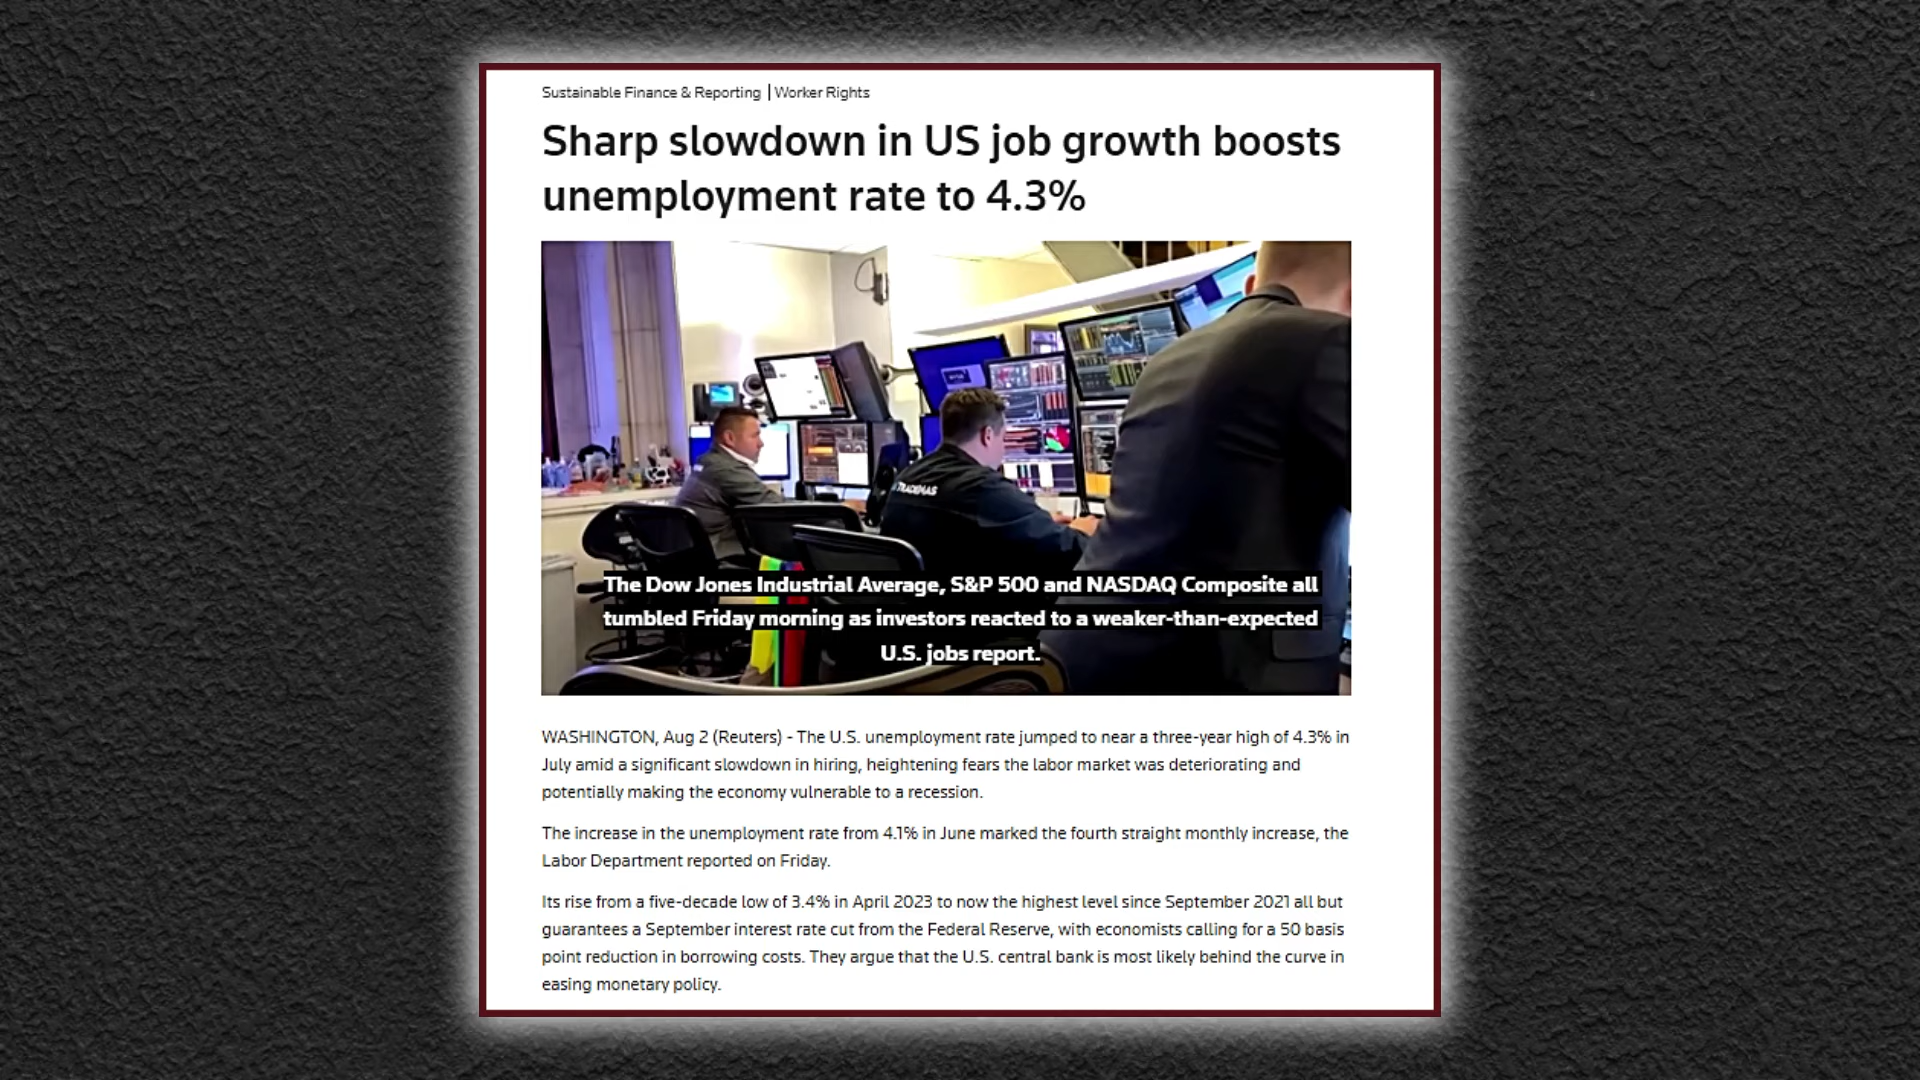 Sustainable Finance & Reporting | Worker Rights
Sharp slowdown in US job growth boosts
unemployment rate to 4.3%
TRADEMAS
The Dow Jones Industrial Average, S&P 500 and NASDAQ Composite all
tumbled Friday morning as investors reacted to a weaker-than-expected
U.S. jobs report.
WASHINGTON, Aug 2 (Reuters) - The U.S. unemployment rate jumped to near a three-year high of 4.3% in
July amid a significant slowdown in hiring, heightening fears the labor market was deteriorating and
potentially making the economy vulnerable to a recession.
The increase in the unemployment rate from 4.1% in June marked the fourth straight monthly increase, the
Labor Department reported on Friday.
Its rise from a five-decade low of 3.4% in April 2023 to now the highest level since September 2021 all but
guarantees a September interest rate cut from the Federal Reserve, with economists calling for a 50 basis
point reduction in borrowing costs. They argue that the U.S. central bank is most likely behind the curve in
easing monetary policy.